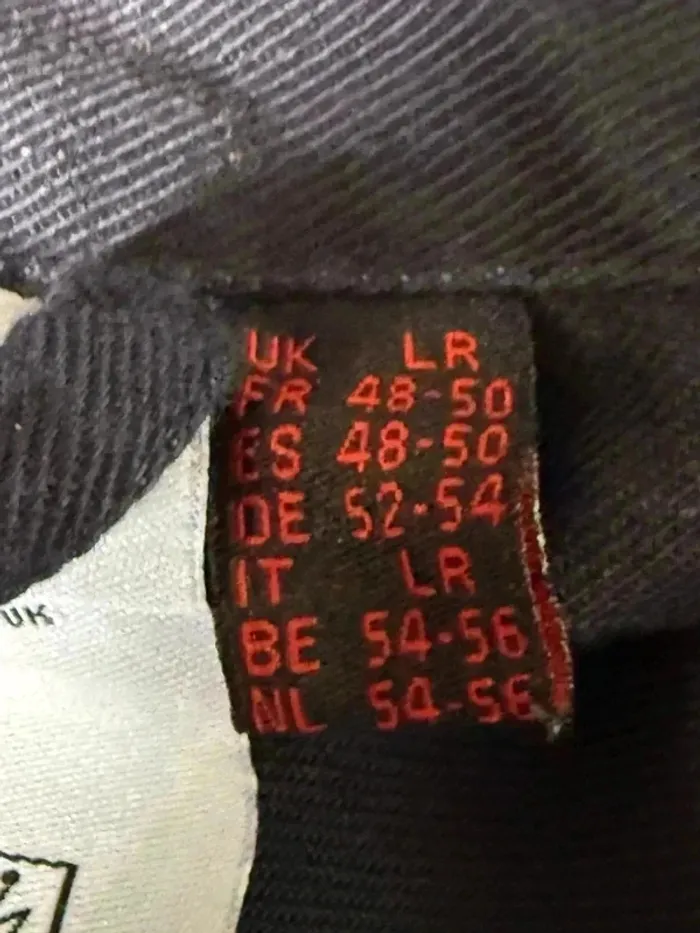 UK LR
FR 48-50
ES 48-50
DE 52-54
IT LR
BE 54-56
NL 54-56
UK